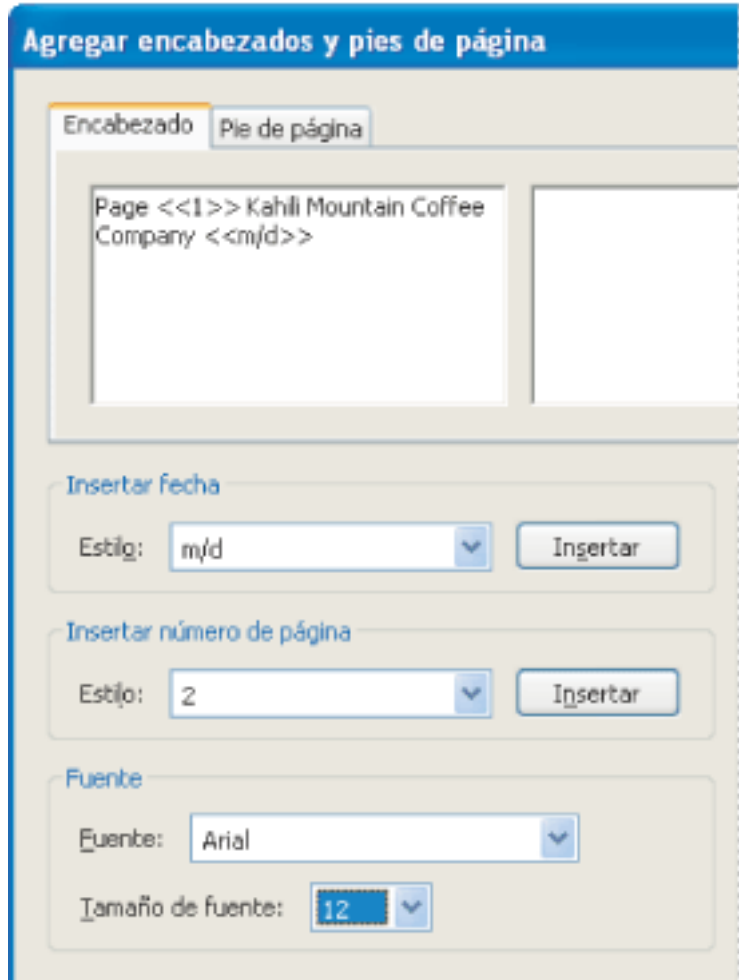 Agregar encabezados y pies de página
Encabezado Pie de página
Page <<1>> Kahili Mountain Coffee
Company <<m/d>>
Insertar fecha
Estilo: m/d Insertar
Insertar número de página
Estilo: 2 Insertar
Fuente
Fuente: Arial
Tamaño de fuente: 12